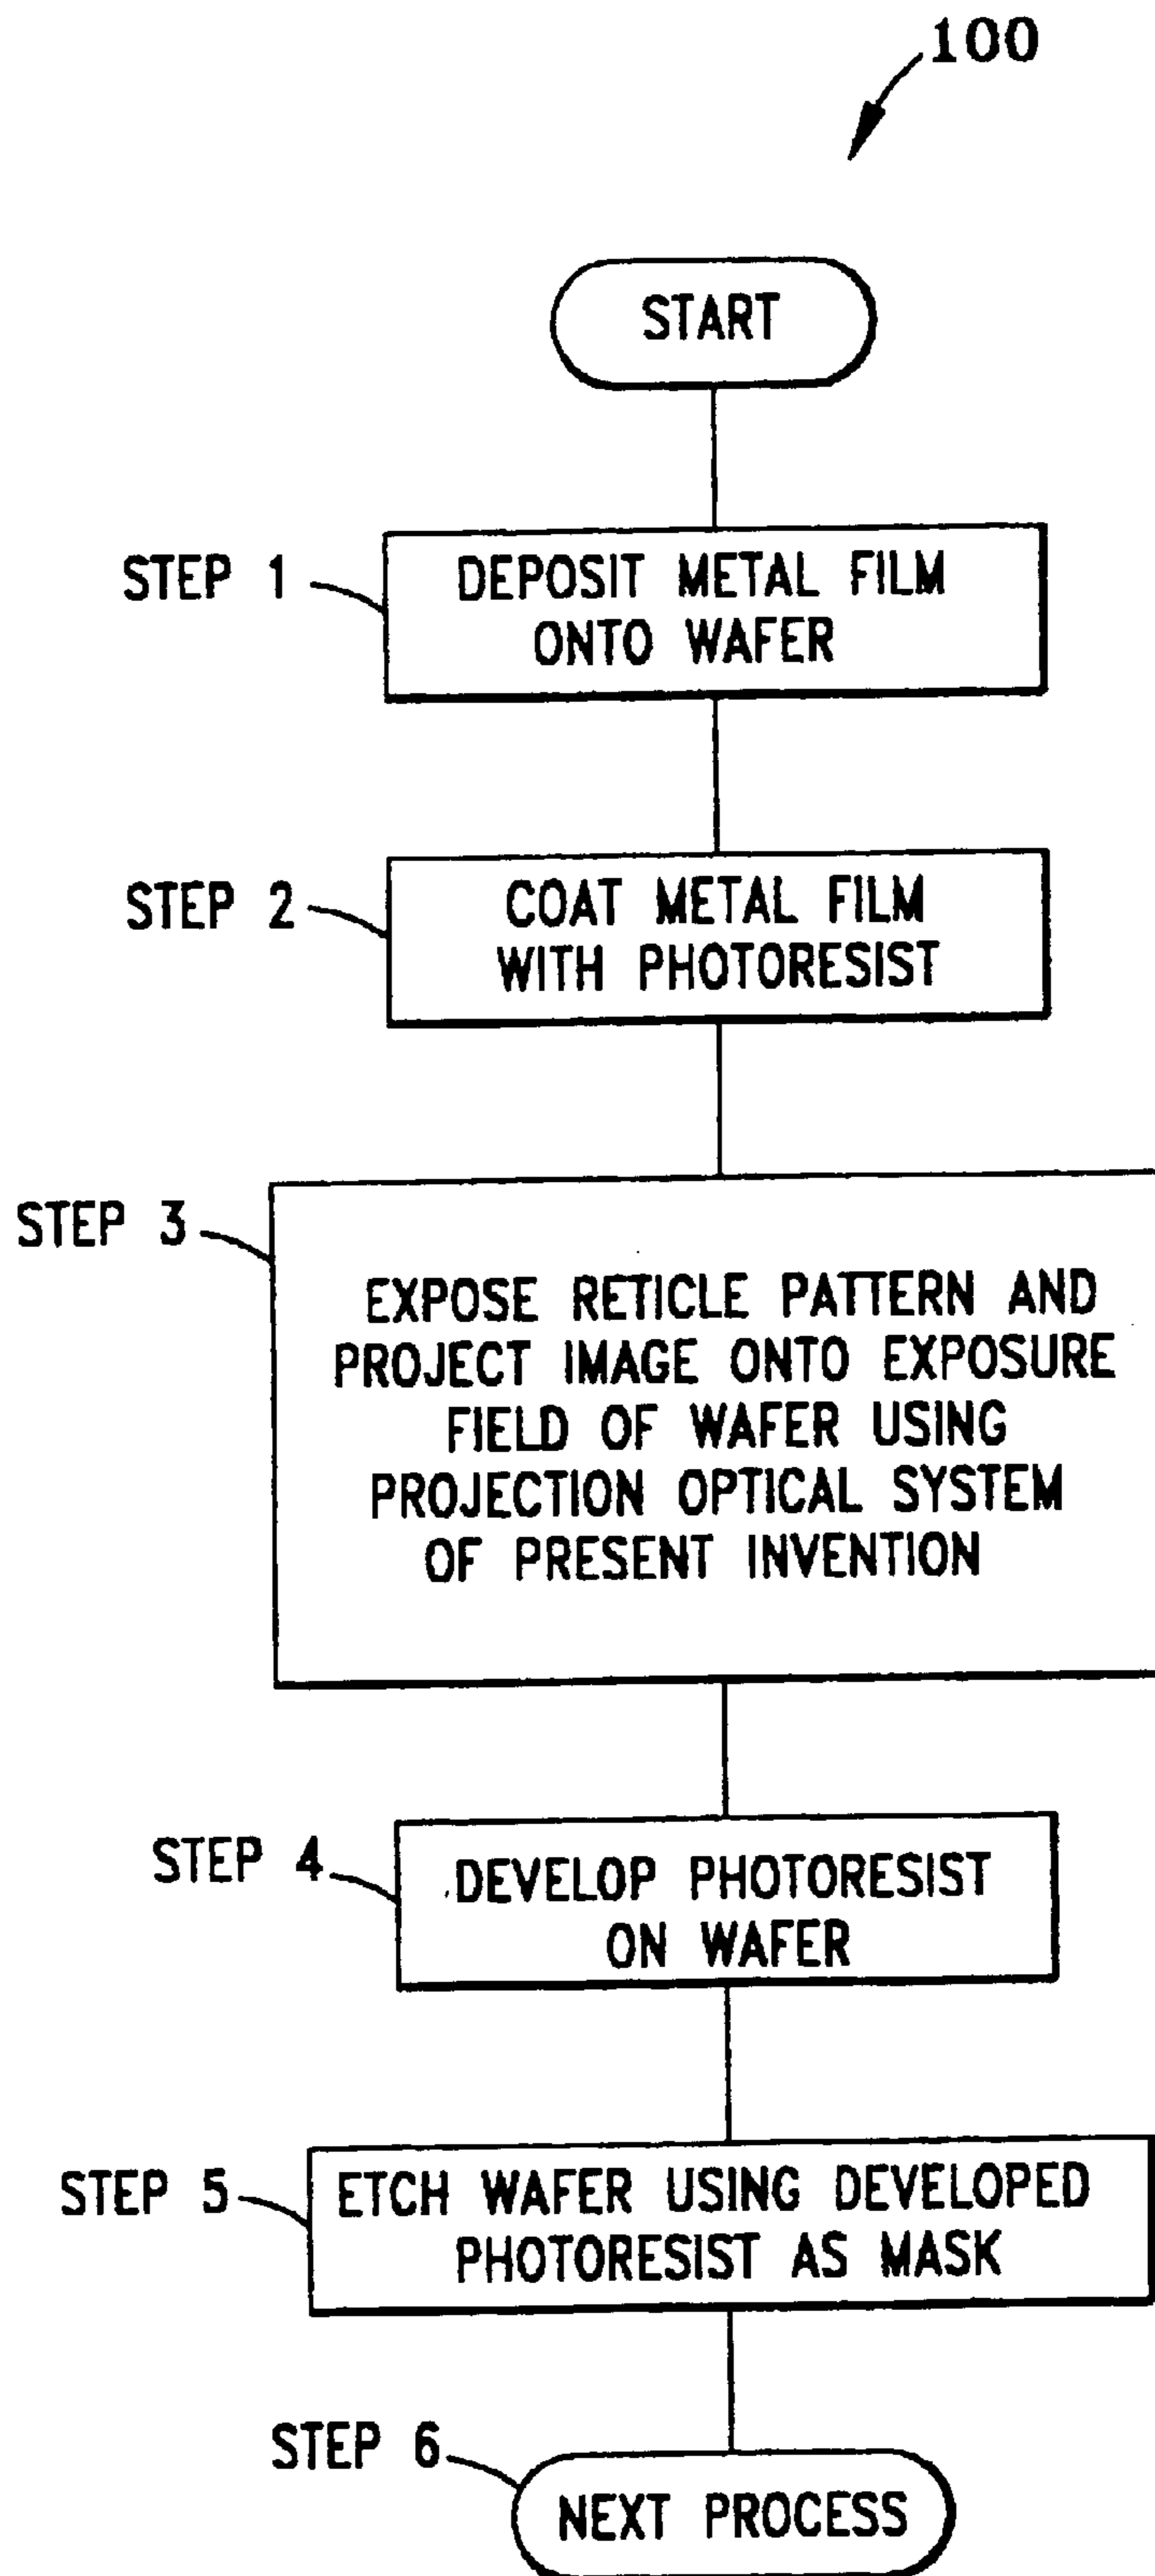 100
START
STEP 1
DEPOSIT METAL FILM
ONTO WAFER
STEP 2
COAT METAL FILM
WITH PHOTORESIST
STEP 3
EXPOSE RETICLE PATTERN AND
PROJECT IMAGE ONTO EXPOSURE
FIELD OF WAFER USING
PROJECTION OPTICAL SYSTEM
OF PRESENT INVENTION
STEP 4
DEVELOP PHOTORESIST
ON WAFER
STEP 5
ETCH WAFER USING DEVELOPED
PHOTORESIST AS MASK
STEP 6
NEXT PROCESS